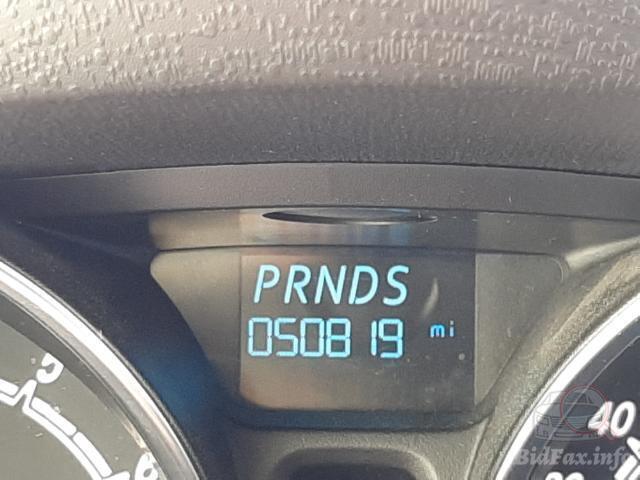 PRNDS
050819 mi
40
BidFax.info